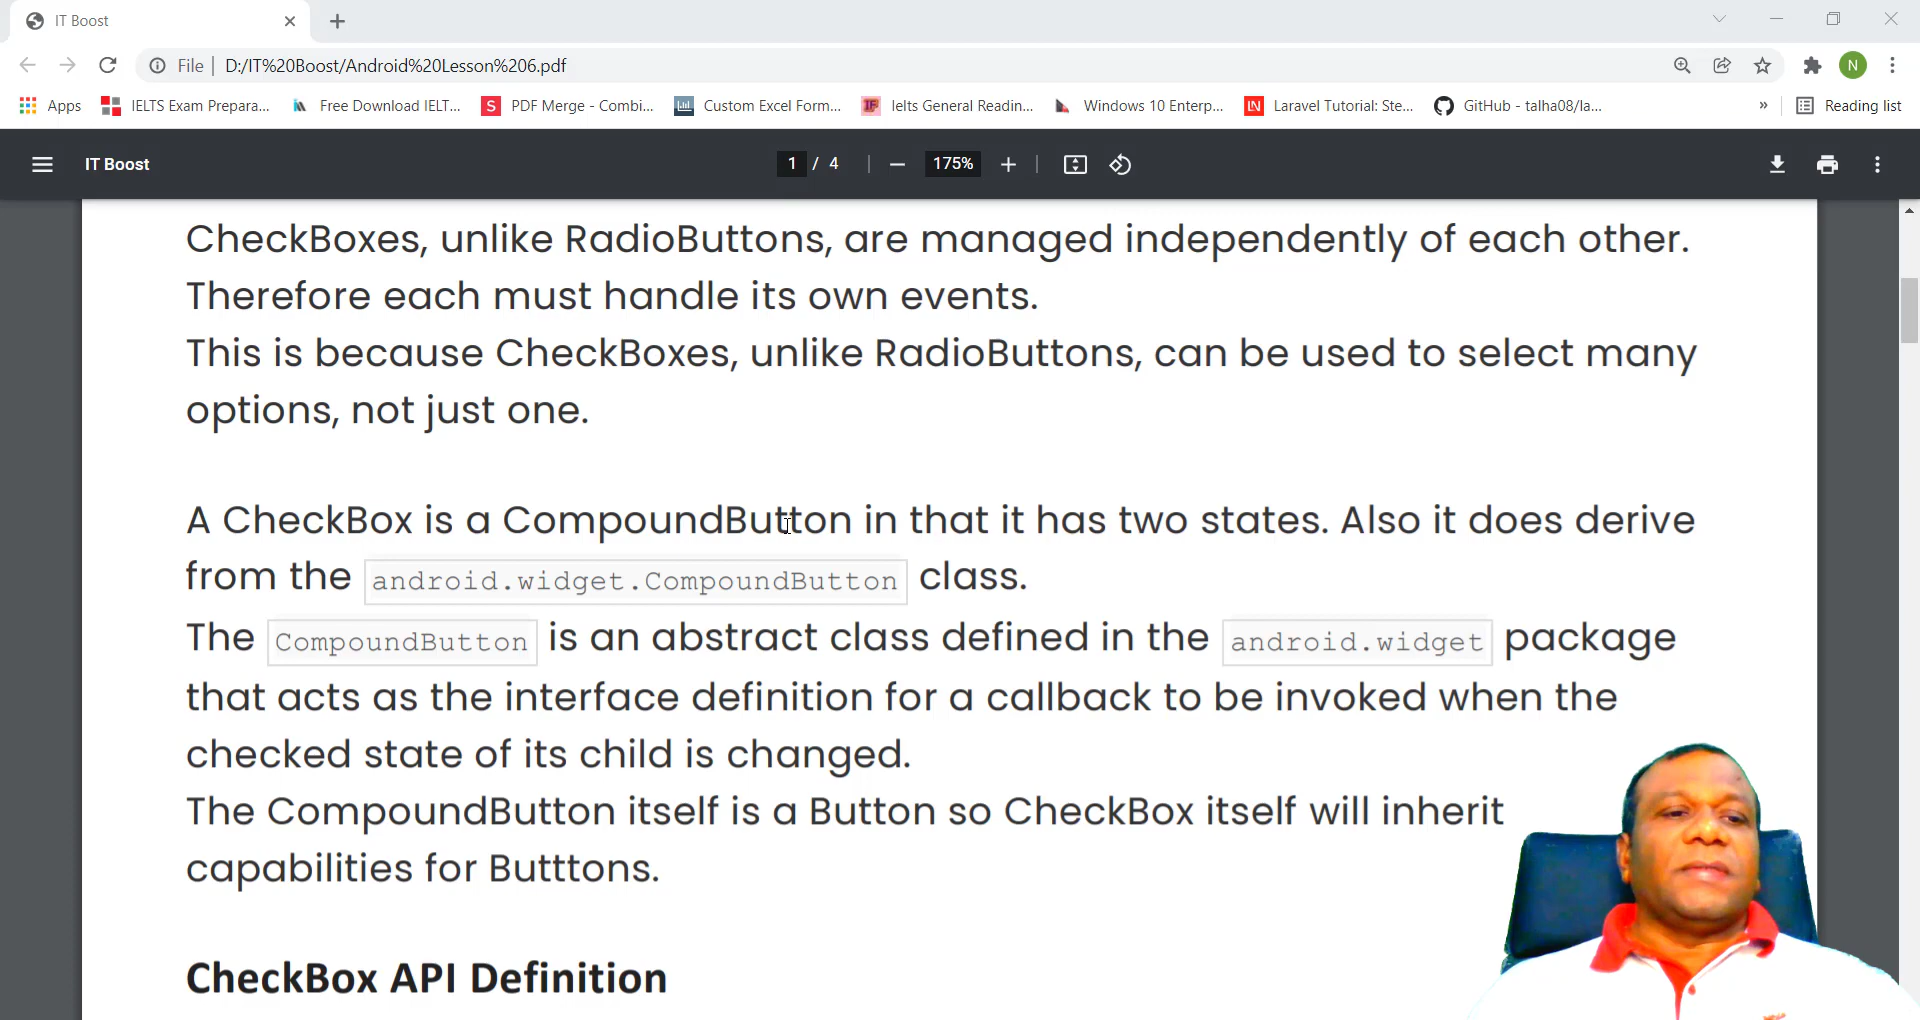 IT Boost
File
D:/IT%20Boost/Android%20Lesson%206.pdf
N
Apps
IELTS Exam Prepara...
Free Download IELT...
S
PDF Merge - Combi...
Custom Excel Form...
IF
Ielts General Readin...
Windows 10 Enterp...
LN
Laravel Tutorial: Ste...
GitHub - talha08/la...
»
Reading list
IT Boost
1 / 4
175%
CheckBoxes, unlike RadioButtons, are managed independently of each other.
Therefore each must handle its own events.
This is because CheckBoxes, unlike RadioButtons, can be used to select many
options, not just one.
A CheckBox is a CompoundButton in that it has two states. Also it does derive
from the android.widget.CompoundButton class.
The CompoundButton is an abstract class defined in the android.widget package
that acts as the interface definition for a callback to be invoked when the
checked state of its child is changed.
The CompoundButton itself is a Button so CheckBox itself will inherit
capabilities for Butttons.
CheckBox API Definition